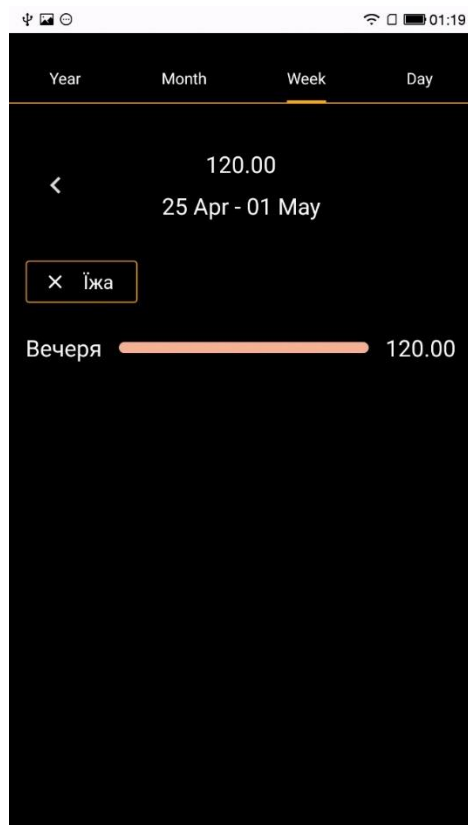 01:19
Year Month Week Day
120.00
25 Apr - 01 May
Їжа
Вечеря 120.00